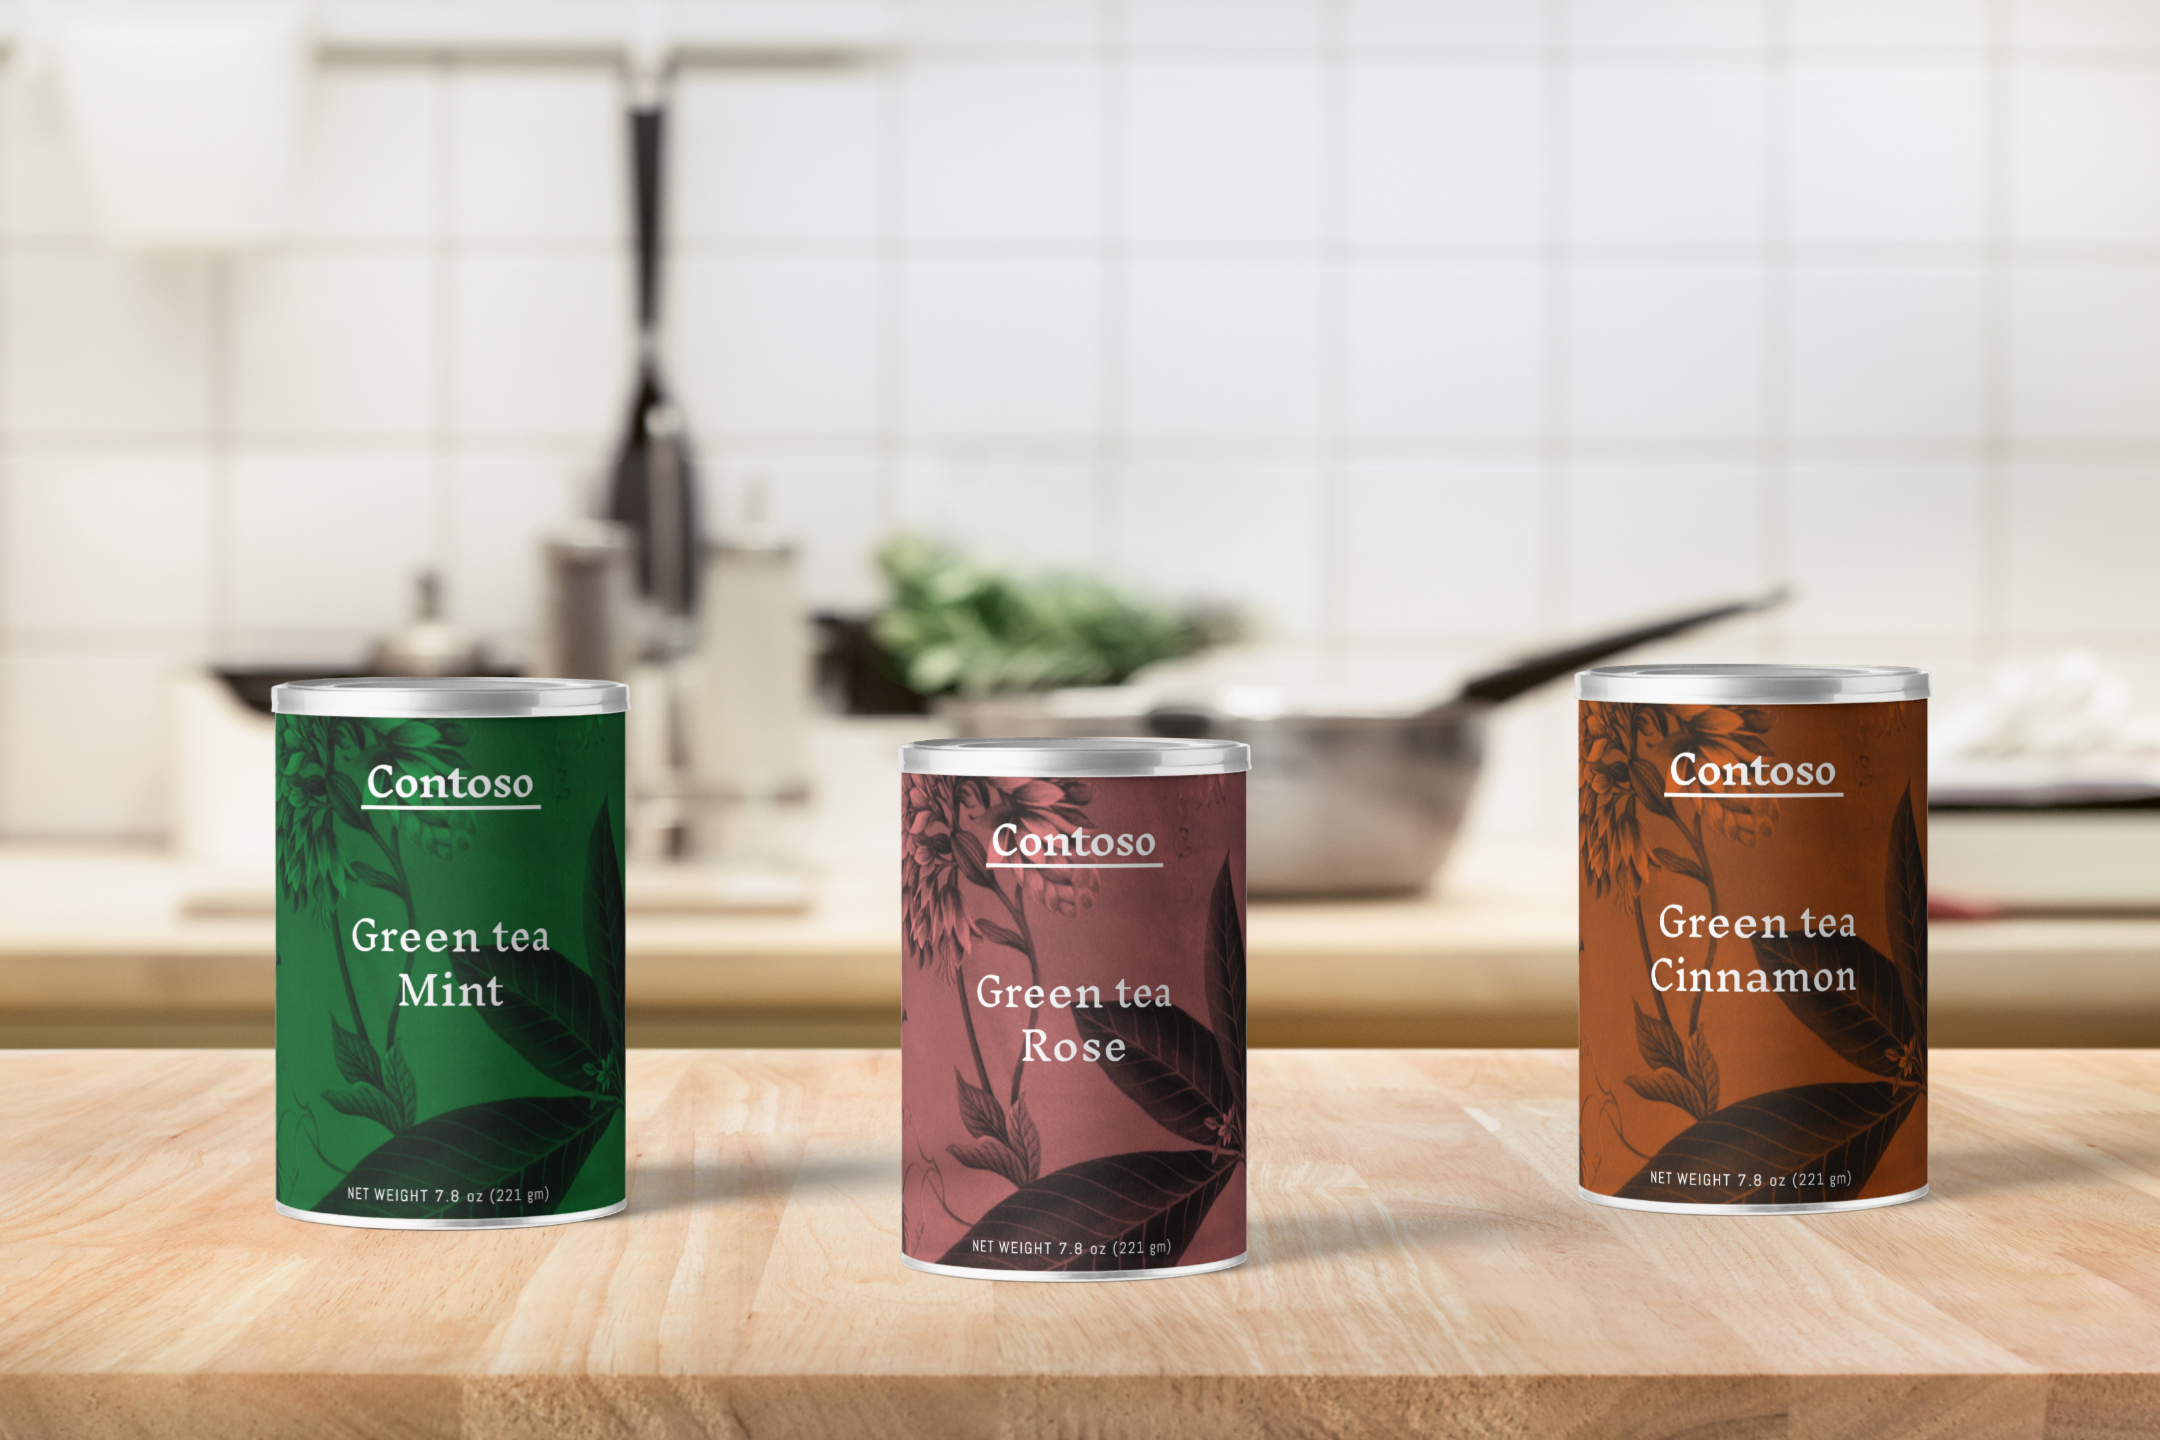 Contoso
Green tea
Mint
NET WEIGHT 7.8 oz (221 gm)
Contoso
Green tea
Rose
NET WEIGHT 7.8 oz (221 gm)
Contoso
Green tea
Cinnamon
NET WEIGHT 7.8 oz (221 gm)